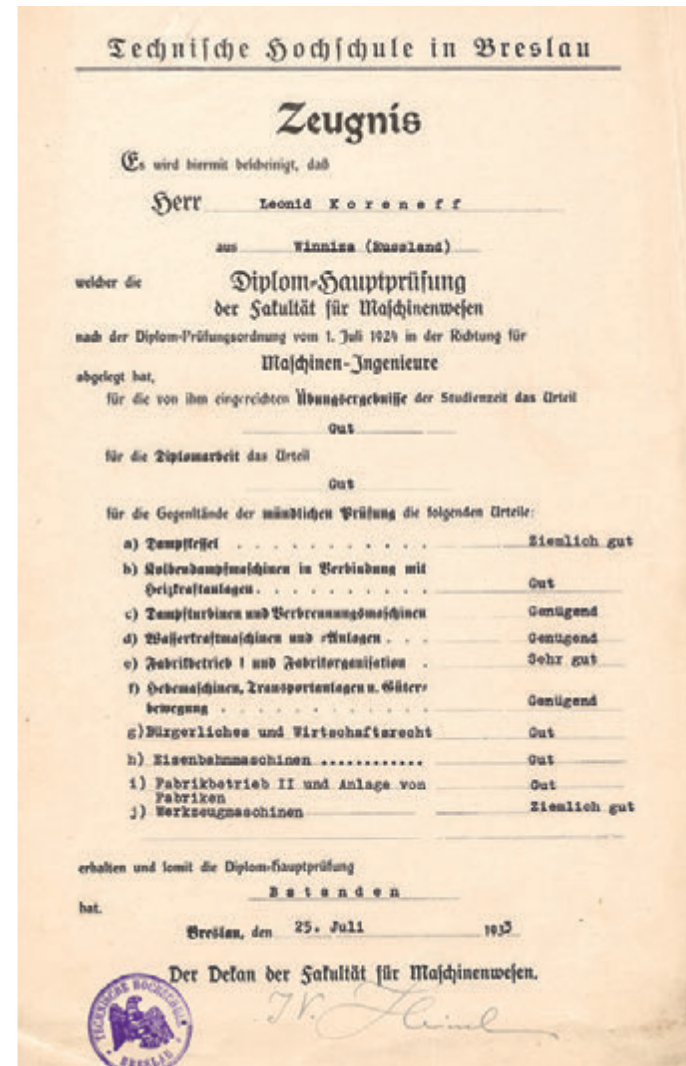 Technische Hochschule in Breslau
Zeugnis
Es wird hiermit bescheinigt, daß
Herr Leonid Koreneff
aus Winniza (Russland)
welcher die Diplom-Hauptprüfung
der Fakultät für Maschinenwesen
nach der Diplom-Prüfungsordnung vom 1. Juli 1924 in der Richtung für
Maschinen-Ingenieure
abgelegt hat,
für die von ihm eingereichten Übungsergebnisse der Studienzeit das Urteil
Gut
für die Diplomarbeit das Urteil
Gut
für die Gegenstände der mündlichen Prüfung die folgenden Urteile:
a) Dampfkessel . . . . . . . . . . . Ziemlich gut
b) Kolbendampfmaschinen in Verbindung mit
Heizkraftanlagen . . . . . . . . . . Gut
c) Dampfturbinen und Verbrennungsmaschinen Genügend
d) Wasserkraftmaschinen und -Anlagen . . . Genügend
e) Fabrikbetrieb I und Fabrikorganisation . Sehr gut
f) Hebemaschinen, Transportanlagen u. Güter-
bewegung . . . . . . . . . . . . Genügend
g) Bürgerliches und Wirtschaftsrecht Gut
h) Eisenbahnmaschinen ............ Gut
i) Fabrikbetrieb II und Anlage von Gut
Fabriken
j) Werkzeugmaschinen Ziemlich gut
erhalten und somit die Diplom-Hauptprüfung
Bstanden
hat.
Breslau, den 25. Juli 1933
Der Dekan der Fakultät für Maschinenwesen.
TECHNISCHE HOCHSCHULE
BRESLAU